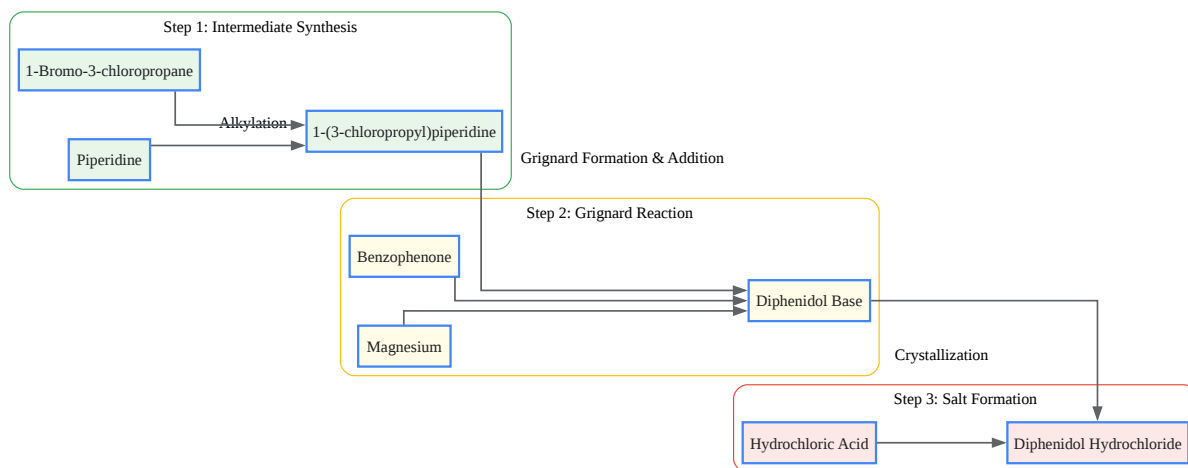 Step 1: Intermediate Synthesis
1-Bromo-3-chloropropane
Alkylation
1-(3-chloropropyl)piperidine
Piperidine
Grignard Formation & Addition
Step 2: Grignard Reaction
Benzophenone
Diphenidol Base
Magnesium
Crystallization
Step 3: Salt Formation
Hydrochloric Acid
Diphenidol Hydrochloride